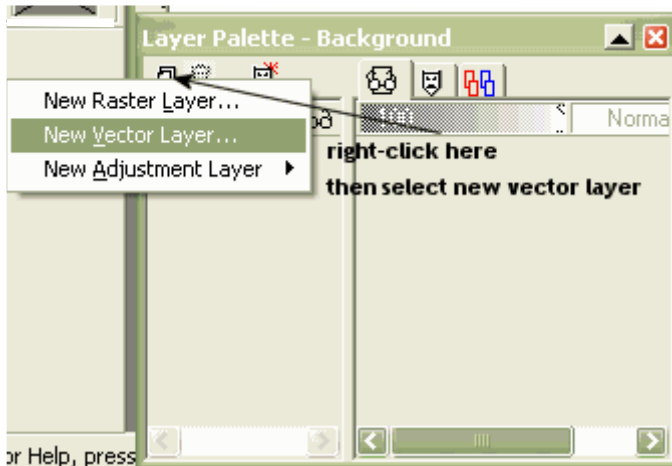 Layer Palette - Background
New Raster Layer...
New Vector Layer...
New Adjustment Layer
100
Norma
right-click here
then select new vector layer
or Help, press